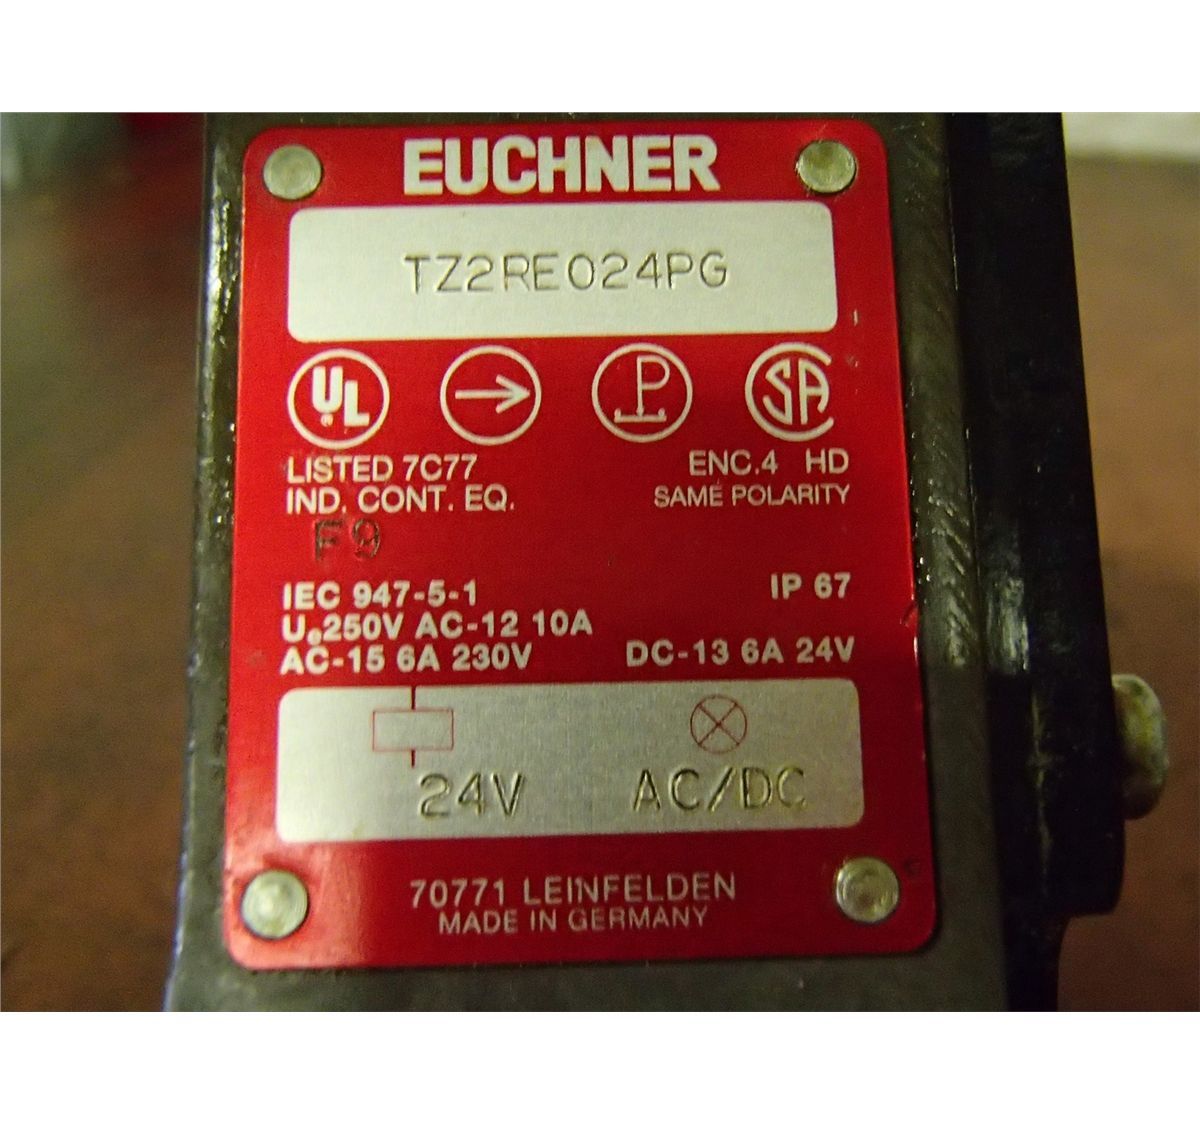 EUCHNER
TZ2RE024PG
UL P SA
LISTED 7C77 ENC.4 HD
IND. CONT. EQ. SAME POLARITY
F9
IEC 947-5-1 IP 67
Ue250V AC-12 10A
AC-15 6A 230V DC-13 6A 24V
24V AC/DC
70771 LEINFELDEN
MADE IN GERMANY